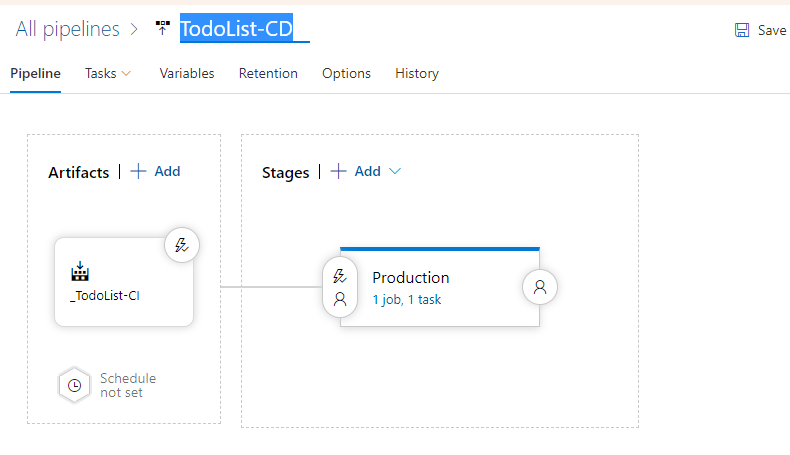 All pipelines > TodoList-CD Save
Pipeline Tasks Variables Retention Options History
Artifacts | + Add
Stages | + Add
_TodoList-CI
Production
1 job, 1 task
Schedule
not set